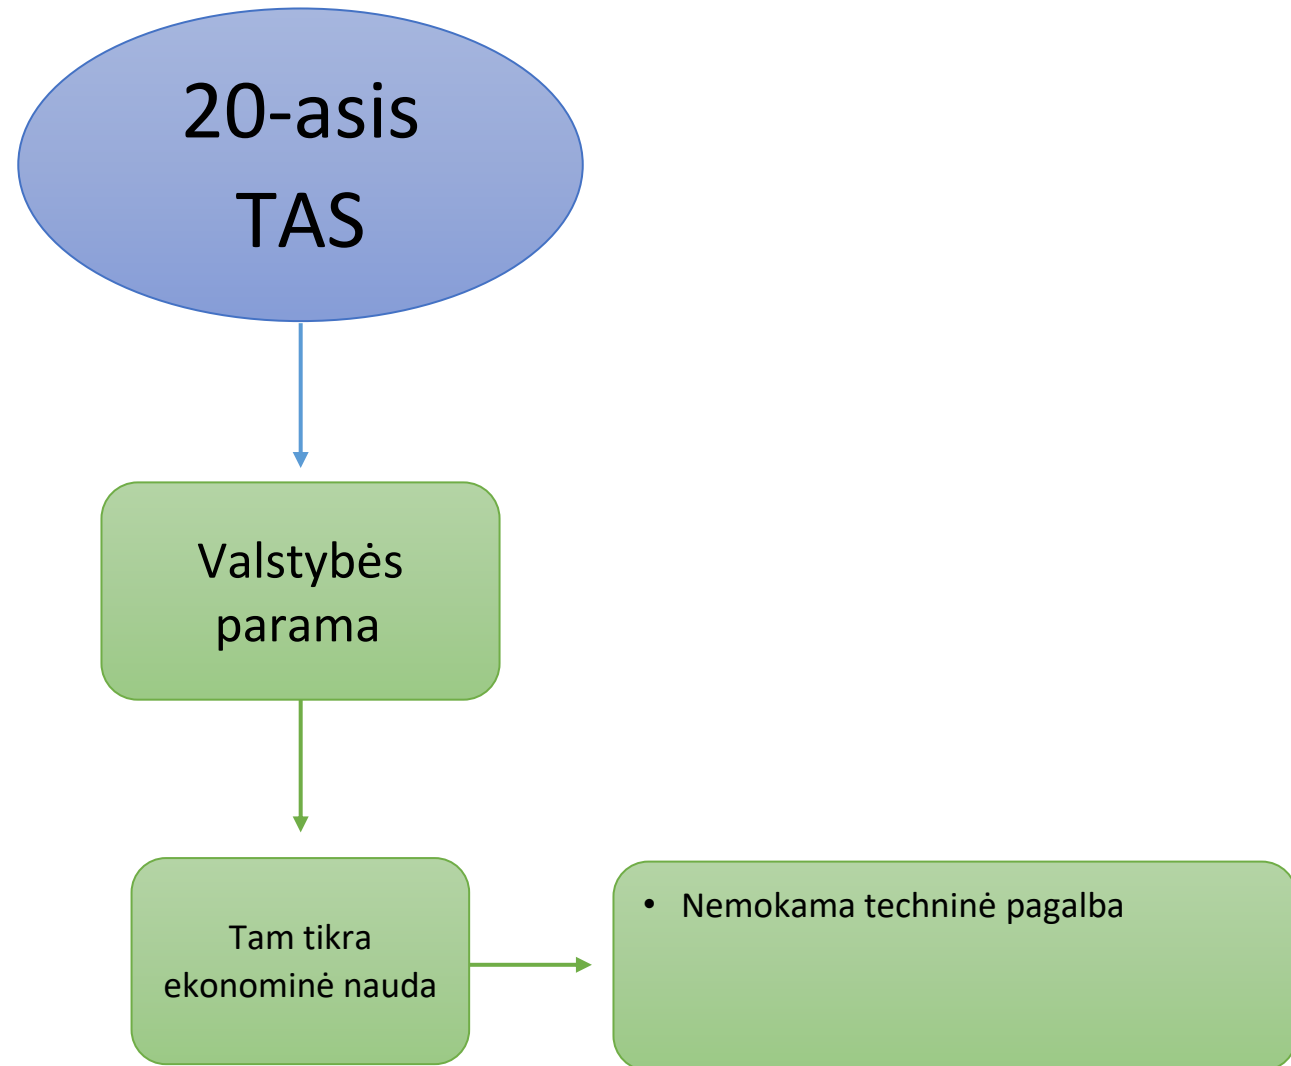 20-asis
TAS
Valstybės
parama
Tam tikra
ekonominė nauda
• Nemokama techninė pagalba